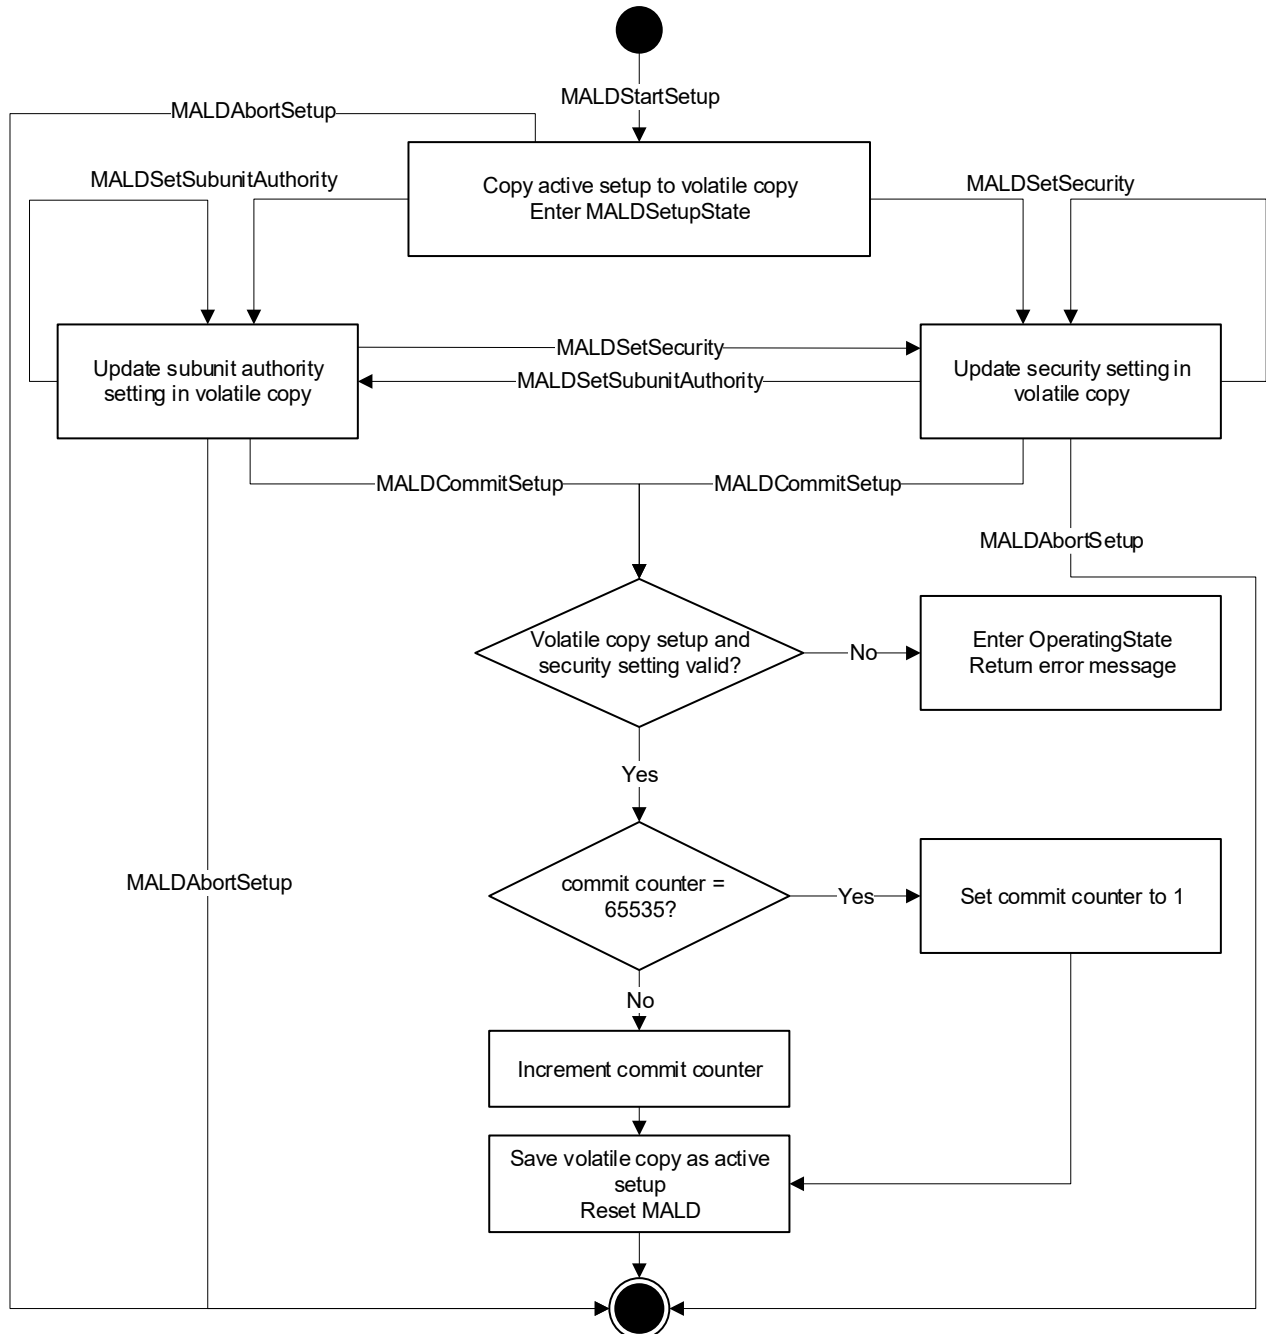 MALDStartSetup
MALDAbortSetup
MALDSetSubunitAuthority
Copy active setup to volatile copy
Enter MALDSetupState
MALDSetSecurity
Update subunit authority
setting in volatile copy
MALDSetSecurity
MALDSetSubunitAuthority
Update security setting in
volatile copy
MALDCommitSetup
MALDCommitSetup
MALDAbortSetup
Volatile copy setup and
security setting valid?
No
Enter OperatingState
Return error message
Yes
MALDAbortSetup
commit counter =
65535?
Yes
Set commit counter to 1
No
Increment commit counter
Save volatile copy as active
setup
Reset MALD